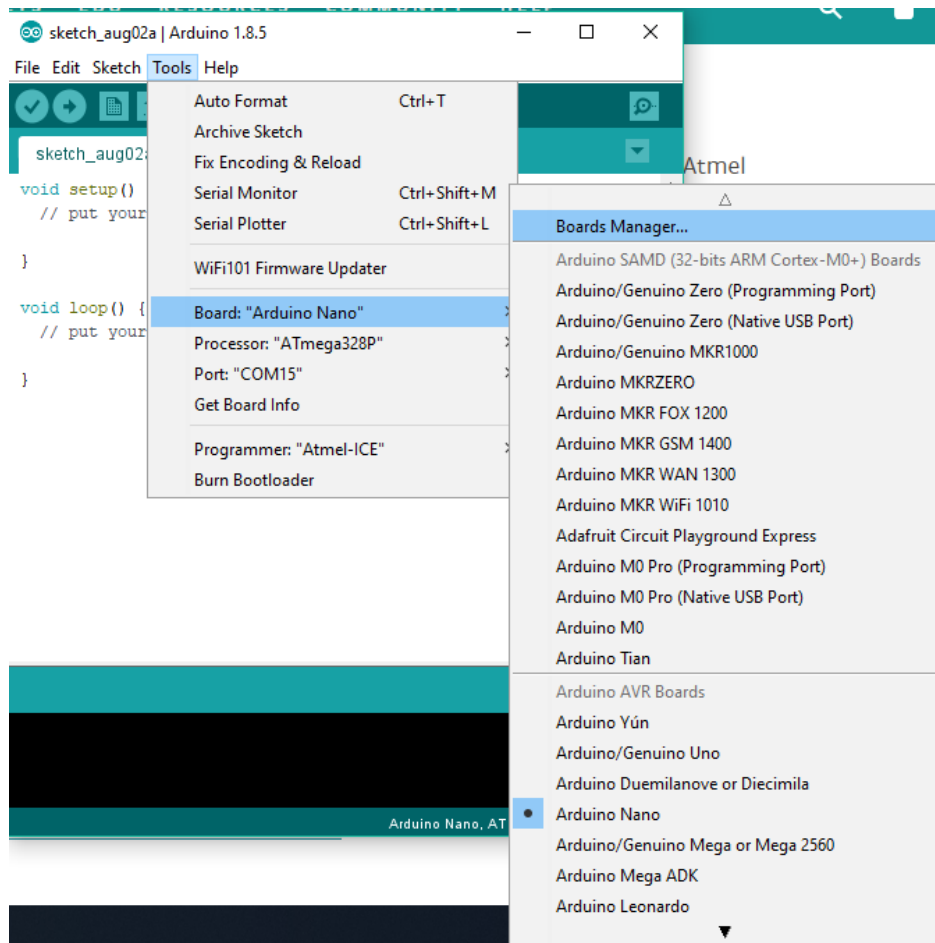 sketch_aug02a | Arduino 1.8.5
File Edit Sketch Tools Help
Auto Format Ctrl+T
Archive Sketch
sketch_aug02
Fix Encoding & Reload
Atmel
void setup()
Serial Monitor Ctrl+Shift+M
// put your
Serial Plotter Ctrl+Shift+L
Boards Manager...
}
WiFi101 Firmware Updater
Arduino SAMD (32-bits ARM Cortex-M0+) Boards
Arduino/Genuino Zero (Programming Port)
void loop() {
Board: "Arduino Nano"
Arduino/Genuino Zero (Native USB Port)
// put your
Processor: "ATmega328P"
Arduino/Genuino MKR1000
}
Port: "COM15"
Arduino MKRZERO
Get Board Info
Arduino MKR FOX 1200
Programmer: "Atmel-ICE"
Arduino MKR GSM 1400
Burn Bootloader
Arduino MKR WAN 1300
Arduino MKR WiFi 1010
Adafruit Circuit Playground Express
Arduino M0 Pro (Programming Port)
Arduino M0 Pro (Native USB Port)
Arduino M0
Arduino Tian
Arduino AVR Boards
Arduino Yún
Arduino/Genuino Uno
Arduino Duemilanove or Diecimila
Arduino Nano
Arduino Nano, AT
Arduino/Genuino Mega or Mega 2560
Arduino Mega ADK
Arduino Leonardo